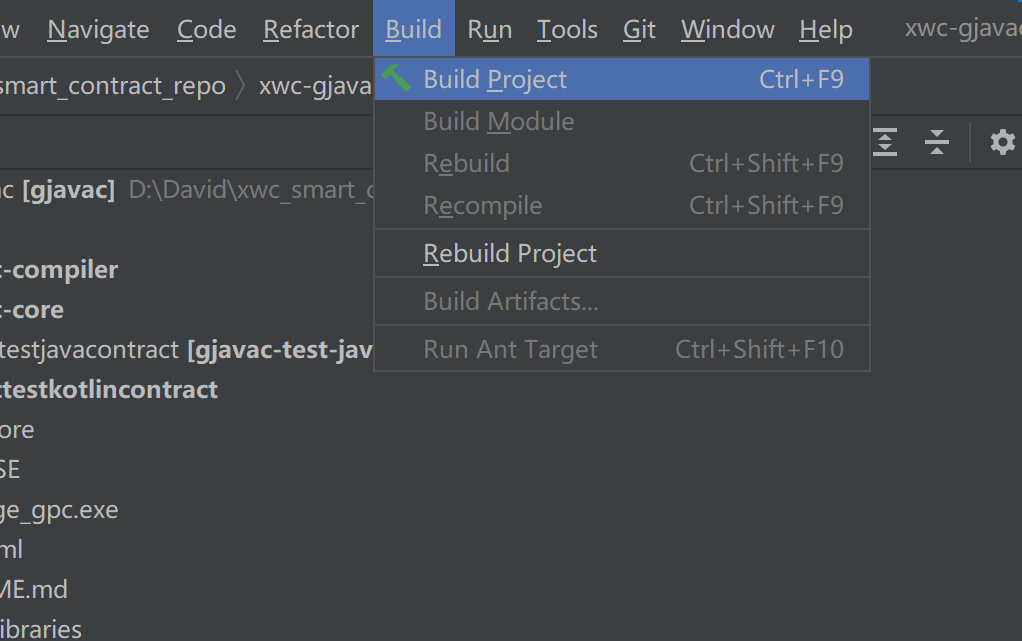 w Navigate Code Refactor Build Run Tools Git Window Help xwc-gjavac
smart_contract_repo xwc-gjava
Build Project Ctrl+F9
Build Module
Rebuild Ctrl+Shift+F9
Recompile Ctrl+Shift+F9
Rebuild Project
Build Artifacts...
Run Ant Target Ctrl+Shift+F10
ac [gjavac] D:\David\xwc_smart_c
c-compiler
c-core
testjavacontract [gjavac-test-jav
ctestkotlincontract
ore
SE
ge_gpc.exe
ml
ME.md
ibraries